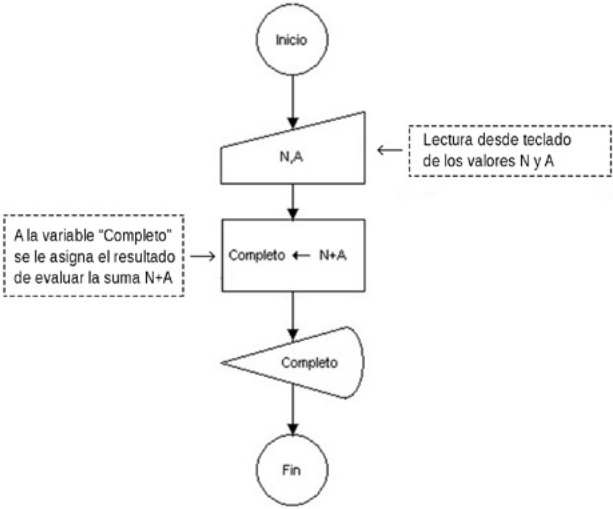 Inicio
N,A
Lectura desde teclado
de los valores N y A
A la variable “Completo”
se le asigna el resultado
de evaluar la suma N+A
Completo ← N+A
Completo
Fin